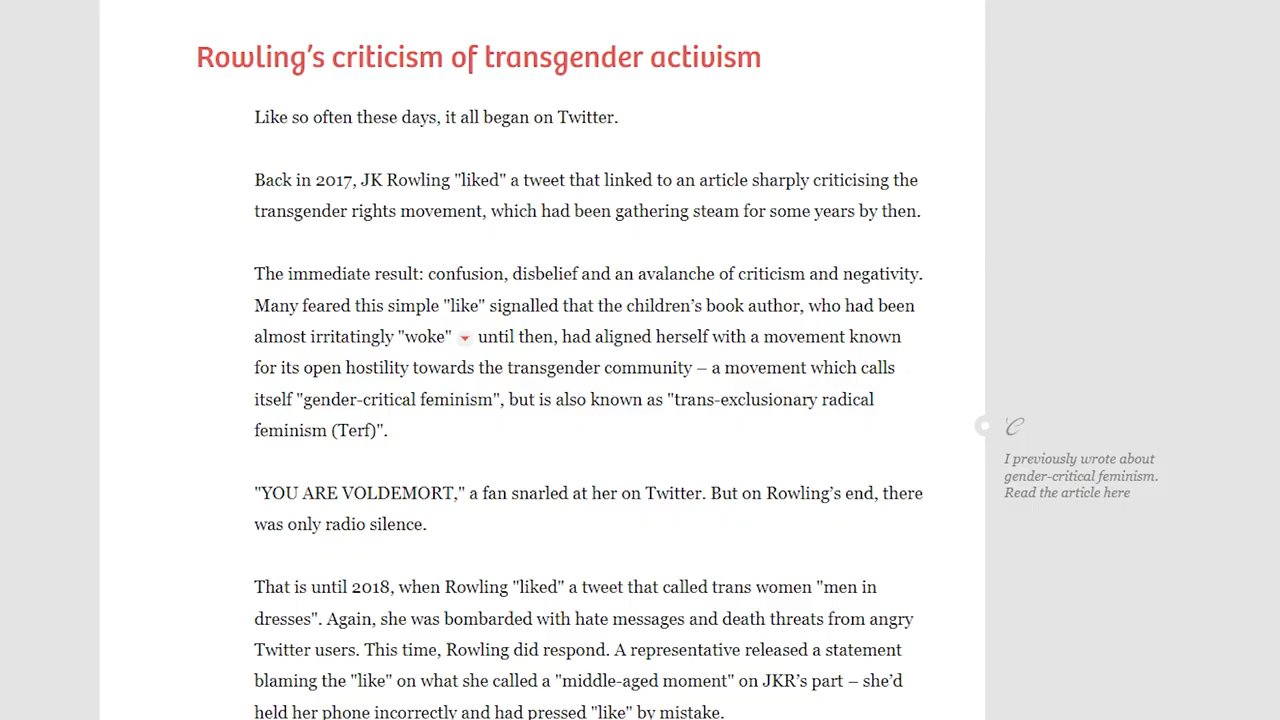 Rowling's criticism of transgender activism
Like so often these days, it all began on Twitter.
Back in 2017, JK Rowling "liked" a tweet that linked to an article sharply criticising the
transgender rights movement, which had been gathering steam for some years by then.
The immediate result: confusion, disbelief and an avalanche of criticism and negativity.
Many feared this simple "like" signalled that the children's book author, who had been
almost irritatingly "woke" until then, had aligned herself with a movement known
for its open hostility towards the transgender community – a movement which calls
itself "gender-critical feminism", but is also known as "trans-exclusionary radical
feminism (Terf)".
I previously wrote about
gender-critical feminism.
Read the article here
"YOU ARE VOLDEMORT," a fan snarled at her on Twitter. But on Rowling's end, there
was only radio silence.
That is until 2018, when Rowling "liked" a tweet that called trans women "men in
dresses". Again, she was bombarded with hate messages and death threats from angry
Twitter users. This time, Rowling did respond. A representative released a statement
blaming the "like" on what she called a "middle-aged moment" on JKR's part – she'd
held her phone incorrectly and had pressed "like" by mistake.